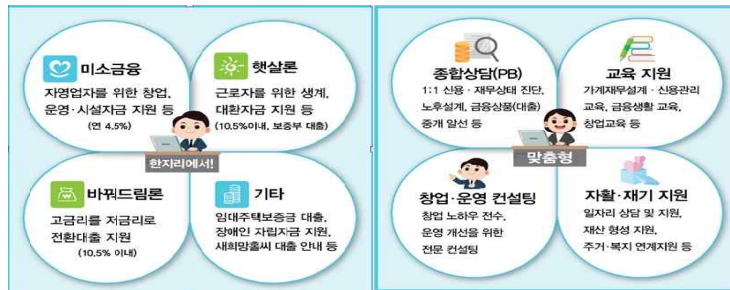 미소금융
자영업자를 위한 창업,
운영·시설자금 지원 등
(연 4.5%)
햇살론
근로자를 위한 생계,
대환자금 지원 등
(10.5%이내, 보증부 대출)
한자리에서!
바꿔드림론
고금리를 저금리로
전환대출 지원
(10.5% 이내)
기타
임대주택보증금 대출,
장애인 자립자금 지원,
새희망홀씨 대출 안내 등
종합상담(PB)
1:1 신용·재무상태 진단,
노후설계, 금융상품(대출)
중개 알선 등
교육 지원
가계재무설계·신용관리
교육, 금융생활 교육,
창업교육 등
맞춤형
창업·운영 컨설팅
창업 노하우 전수,
운영 개선을 위한
전문 컨설팅
자활·재기 지원
일자리 상담 및 지원,
재산 형성 지원,
주거·복지 연계지원 등